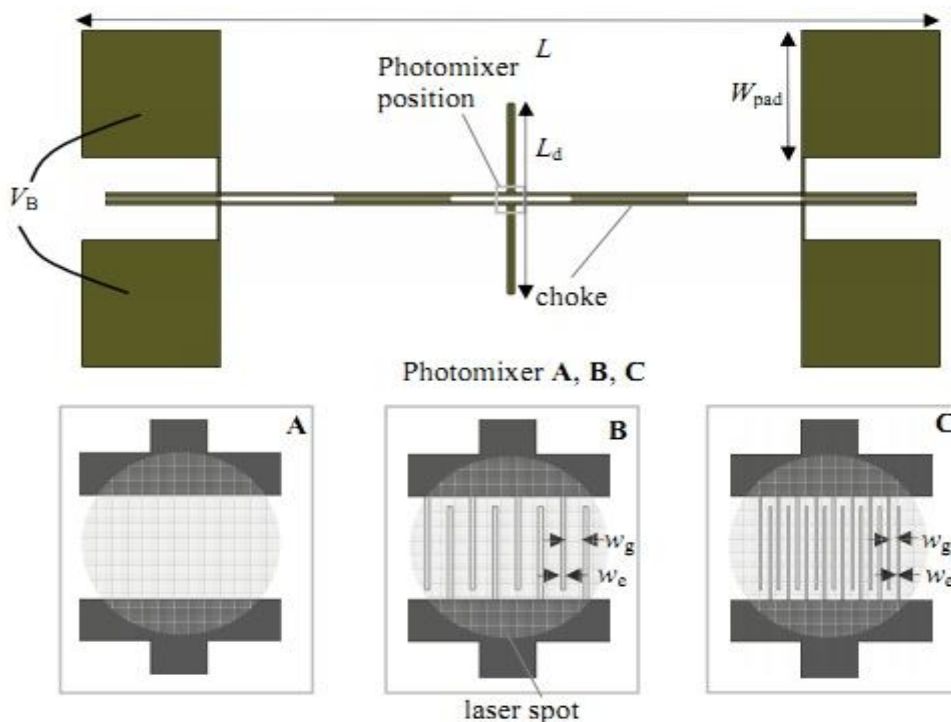 L
Photomixer
position
W_pad
L_d
V_B
choke
Photomixer A, B, C
A
B
C
w_g
w_e
w_g
w_e
laser spot